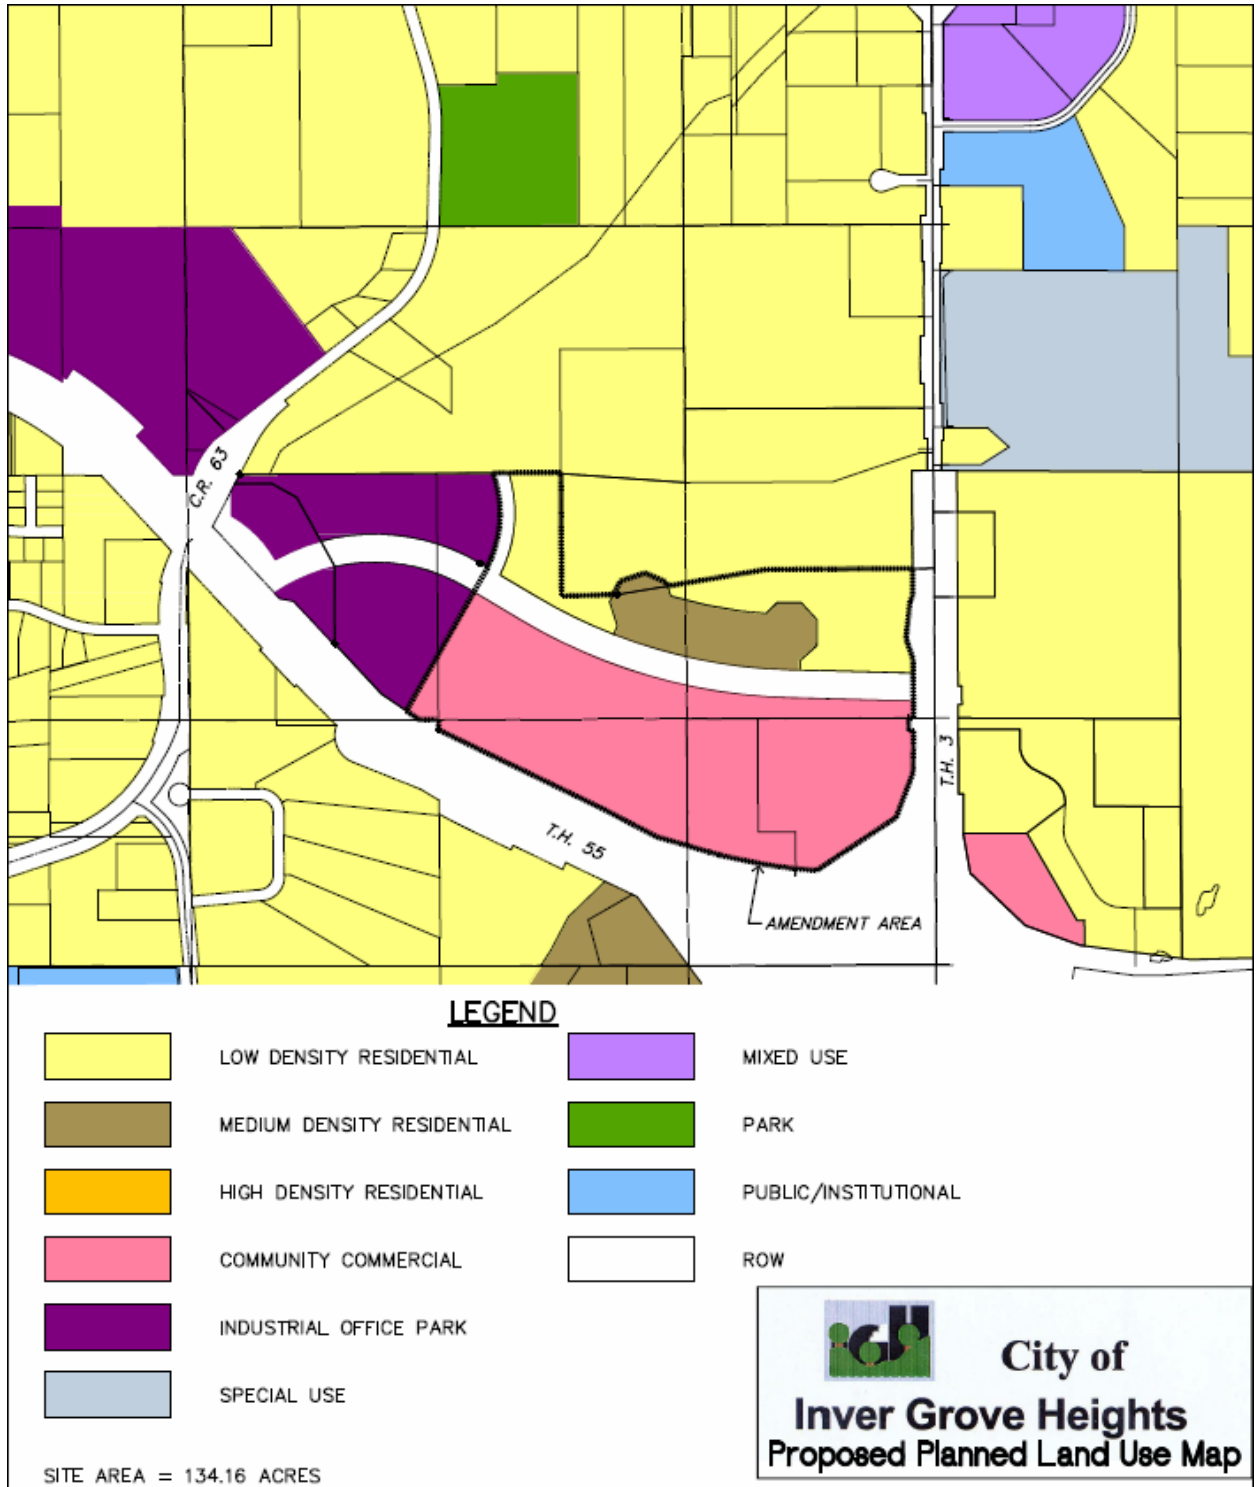 C.R. 63
T.H. 3
T.H. 55
AMENDMENT AREA
LEGEND
LOW DENSITY RESIDENTIAL
MEDIUM DENSITY RESIDENTIAL
HIGH DENSITY RESIDENTIAL
COMMUNITY COMMERCIAL
INDUSTRIAL OFFICE PARK
SPECIAL USE
MIXED USE
PARK
PUBLIC/INSTITUTIONAL
ROW
SITE AREA = 134.16 ACRES
City of
Inver Grove Heights
Proposed Planned Land Use Map